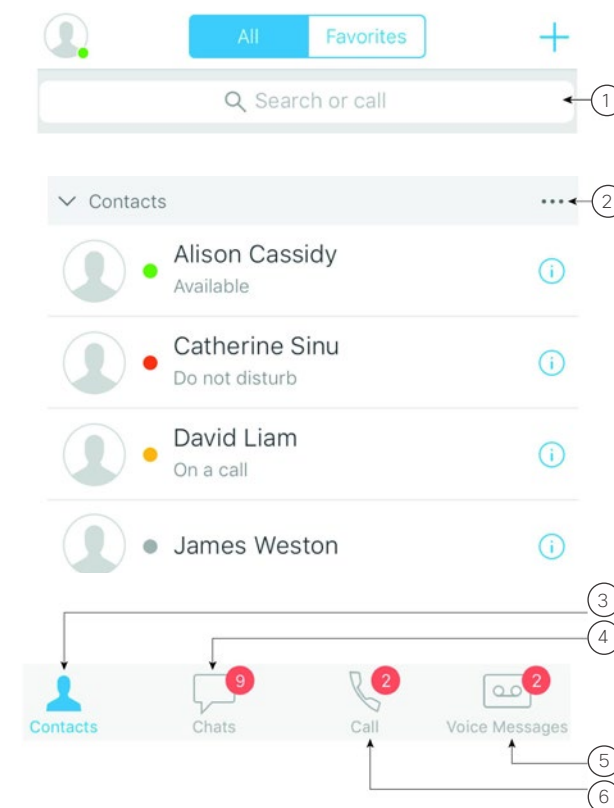 All Favorites
Search or call
1
Contacts
2
Alison Cassidy
Available
Catherine Sinu
Do not disturb
David Liam
On a call
James Weston
3
4
9 2 2
Contacts Chats Call Voice Messages
5
6